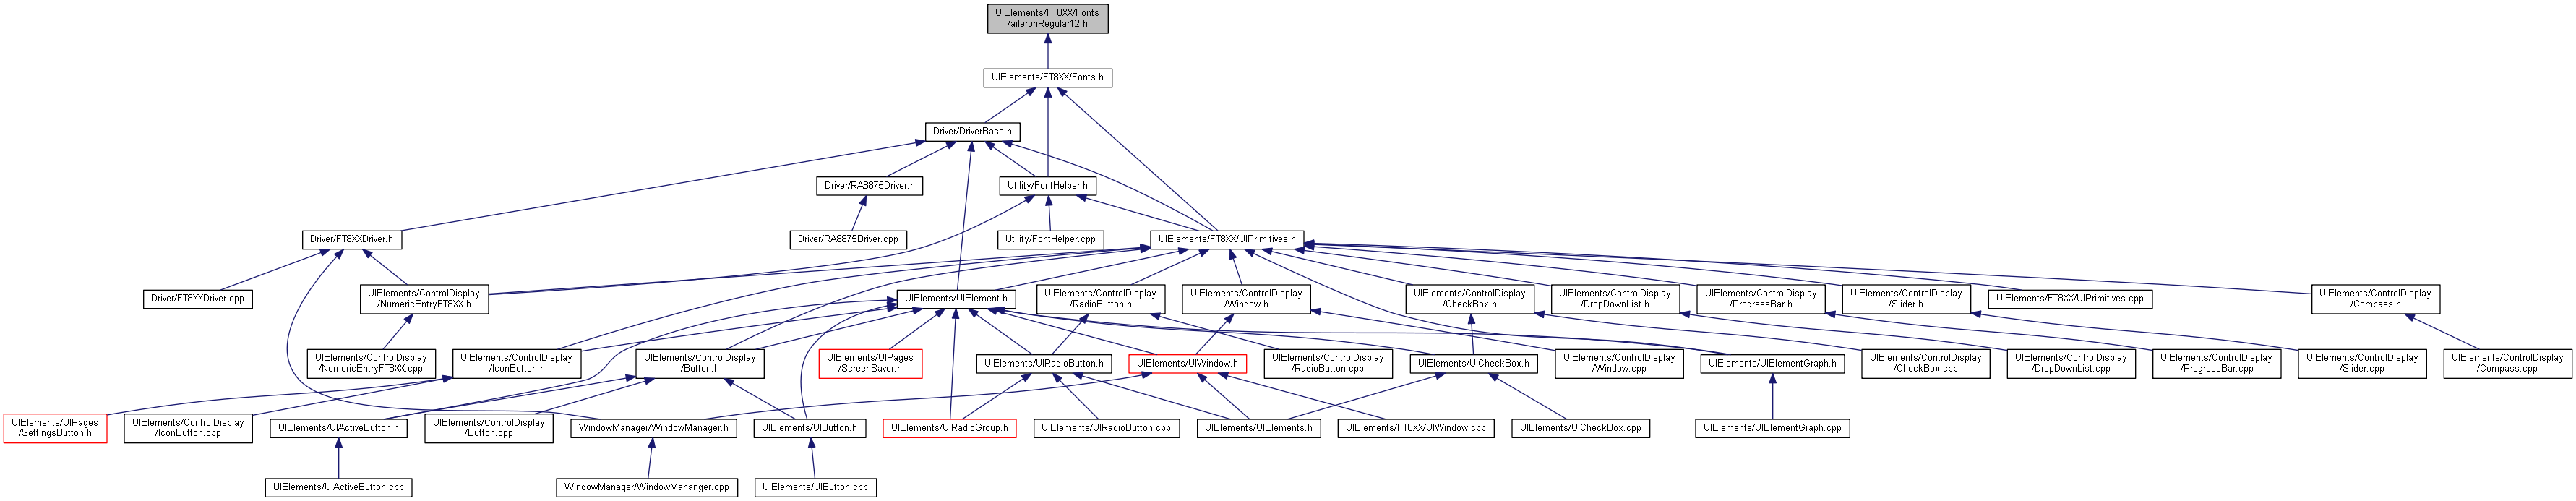 UIElements/FT8XX/Fonts
/aileronRegular12.h
UIElements/FT8XX/Fonts.h
Driver/DriverBase.h
Driver/RA8875Driver.h
Utility/FontHelper.h
Driver/FT8XXDriver.h
Driver/RA8875Driver.cpp
Utility/FontHelper.cpp
UIElements/FT8XX/UIPrimitives.h
Driver/FT8XXDriver.cpp
UIElements/ControlDisplay
/NumericEntryFT8XX.h
UIElements/UIElement.h
UIElements/ControlDisplay
/RadioButton.h
UIElements/ControlDisplay
/Window.h
UIElements/ControlDisplay
/CheckBox.h
UIElements/ControlDisplay
/DropDownList.h
UIElements/ControlDisplay
/ProgressBar.h
UIElements/ControlDisplay
/Slider.h
UIElements/FT8XX/UIPrimitives.cpp
UIElements/ControlDisplay
/Compass.h
UIElements/ControlDisplay
/NumericEntryFT8XX.cpp
UIElements/ControlDisplay
/IconButton.h
UIElements/ControlDisplay
/Button.h
UIElements/UIPages
/ScreenSaver.h
UIElements/UIRadioButton.h
UIElements/UIWindow.h
UIElements/ControlDisplay
/RadioButton.cpp
UIElements/UICheckBox.h
UIElements/ControlDisplay
/Window.cpp
UIElements/UIElementGraph.h
UIElements/ControlDisplay
/CheckBox.cpp
UIElements/ControlDisplay
/DropDownList.cpp
UIElements/ControlDisplay
/ProgressBar.cpp
UIElements/ControlDisplay
/Slider.cpp
UIElements/ControlDisplay
/Compass.cpp
UIElements/UIPages
/SettingsButton.h
UIElements/ControlDisplay
/IconButton.cpp
UIElements/UIActiveButton.h
UIElements/ControlDisplay
/Button.cpp
WindowManager/WindowManager.h
UIElements/UIButton.h
UIElements/UIRadioGroup.h
UIElements/UIRadioButton.cpp
UIElements/UIElements.h
UIElements/FT8XX/UIWindow.cpp
UIElements/UICheckBox.cpp
UIElements/UIElementGraph.cpp
UIElements/UIActiveButton.cpp
WindowManager/WindowMananger.cpp
UIElements/UIButton.cpp